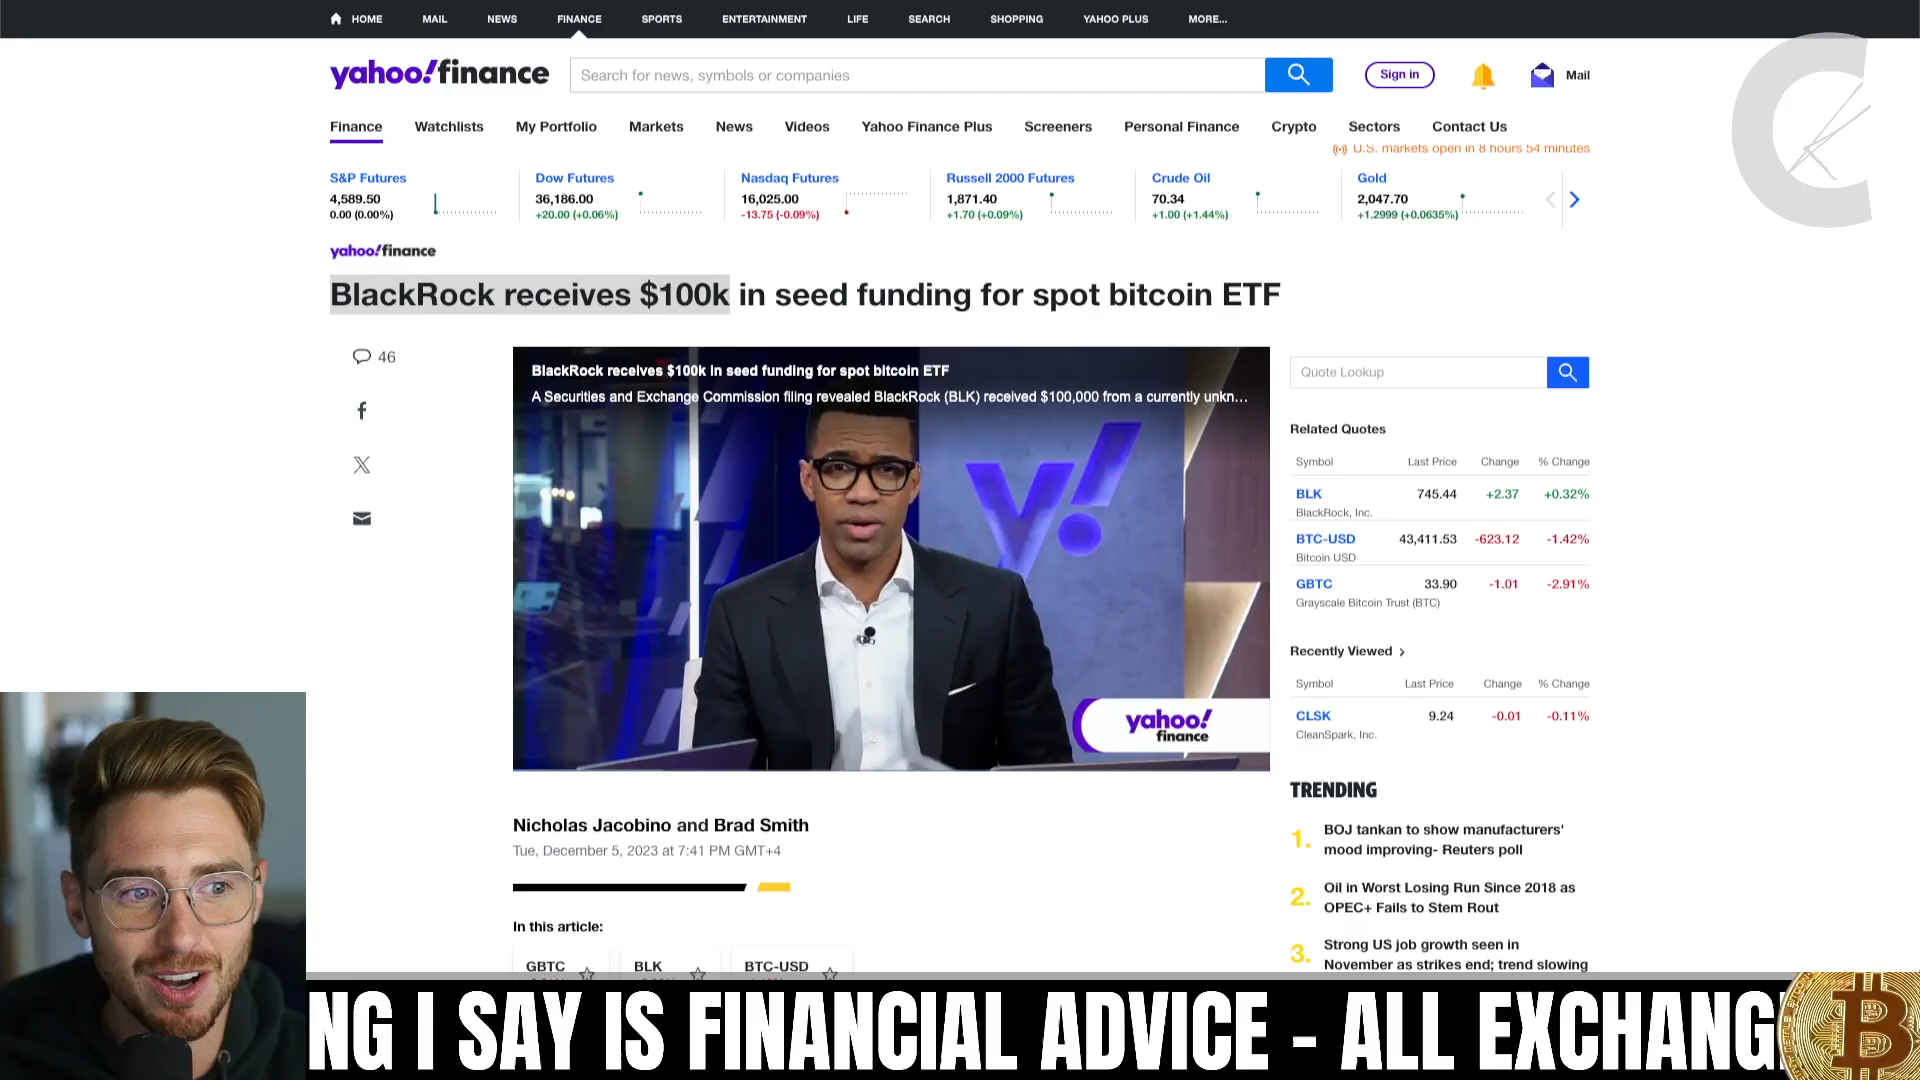 HOME MAIL NEWS FINANCE SPORTS ENTERTAINMENT LIFE SEARCH SHOPPING YAHOO PLUS MORE...
yahoo!finance
Search for news, symbols or companies
Sign in
Mail
Finance Watchlists My Portfolio Markets News Videos Yahoo Finance Plus Screeners Personal Finance Crypto Sectors Contact Us
U.S. markets open in 8 hours 54 minutes
S&P Futures
4,589.50
0.00 (0.00%)
Dow Futures
36,186.00
+20.00 (+0.06%)
Nasdaq Futures
16,025.00
-13.75 (-0.09%)
Russell 2000 Futures
1,871.40
+1.70 (+0.09%)
Crude Oil
70.34
+1.00 (+1.44%)
Gold
2,047.70
+1.2999 (+0.0635%)
yahoo!finance
BlackRock receives $100k in seed funding for spot bitcoin ETF
46
BlackRock receives $100k in seed funding for spot bitcoin ETF
A Securities and Exchange Commission filing revealed BlackRock (BLK) received $100,000 from a currently unkn...
yahoo!
finance
Nicholas Jacobino and Brad Smith
Tue, December 5, 2023 at 7:41 PM GMT+4
In this article:
GBTC BLK BTC-USD
Quote Lookup
Related Quotes
Symbol Last Price Change % Change
BLK 745.44 +2.37 +0.32%
BlackRock, Inc.
BTC-USD 43,411.53 -623.12 -1.42%
Bitcoin USD
GBTC 33.90 -1.01 -2.91%
Grayscale Bitcoin Trust (BTC)
Recently Viewed
Symbol Last Price Change % Change
CLSK 9.24 -0.01 -0.11%
CleanSpark, Inc.
TRENDING
1. BOJ tankan to show manufacturers'
mood improving- Reuters poll
2. Oil in Worst Losing Run Since 2018 as
OPEC+ Fails to Stem Rout
3. Strong US job growth seen in
November as strikes end; trend slowing
NG I SAY IS FINANCIAL ADVICE - ALL EXCHANG